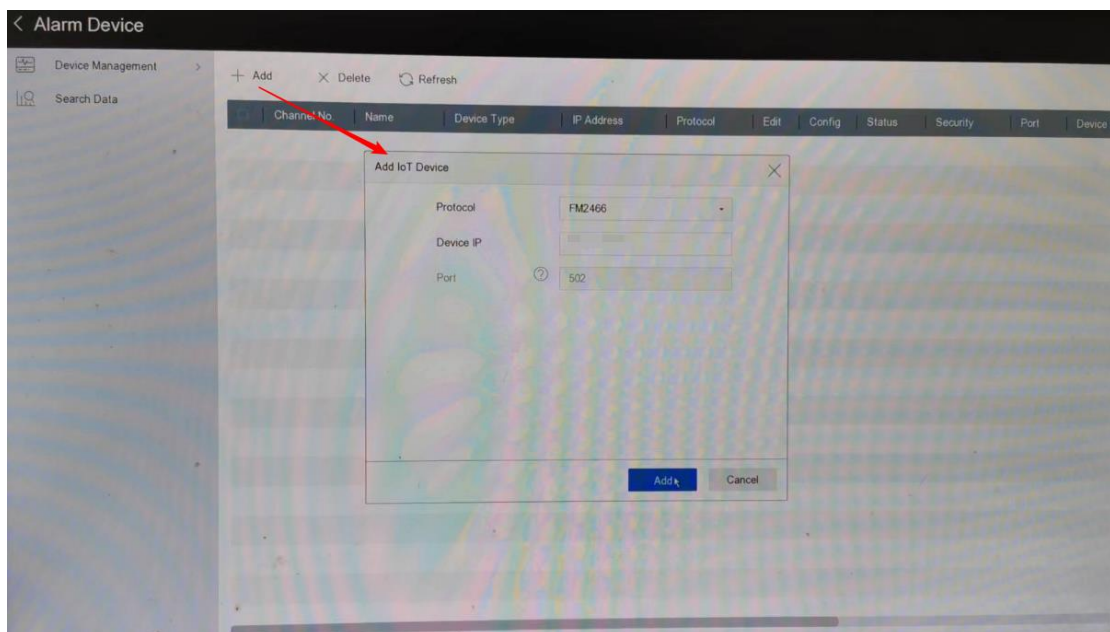 < Alarm Device
Device Management >
Search Data
+ Add × Delete Refresh
Channel No. Name Device Type IP Address Protocol Edit Config Status Security Port Device
Add IoT Device ×
Protocol FM2466
Device IP
Port ? 502
Add Cancel